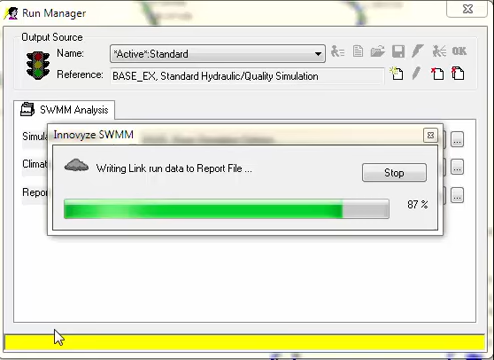 Run Manager
Output Source
Name: *Active*:Standard
OK
Reference: BASE_EX, Standard Hydraulic/Quality Simulation
SWMM Analysis
Simula
Innovyze SWMM
Climat
Writing Link run data to Report File ...
Stop
Repor
87 %